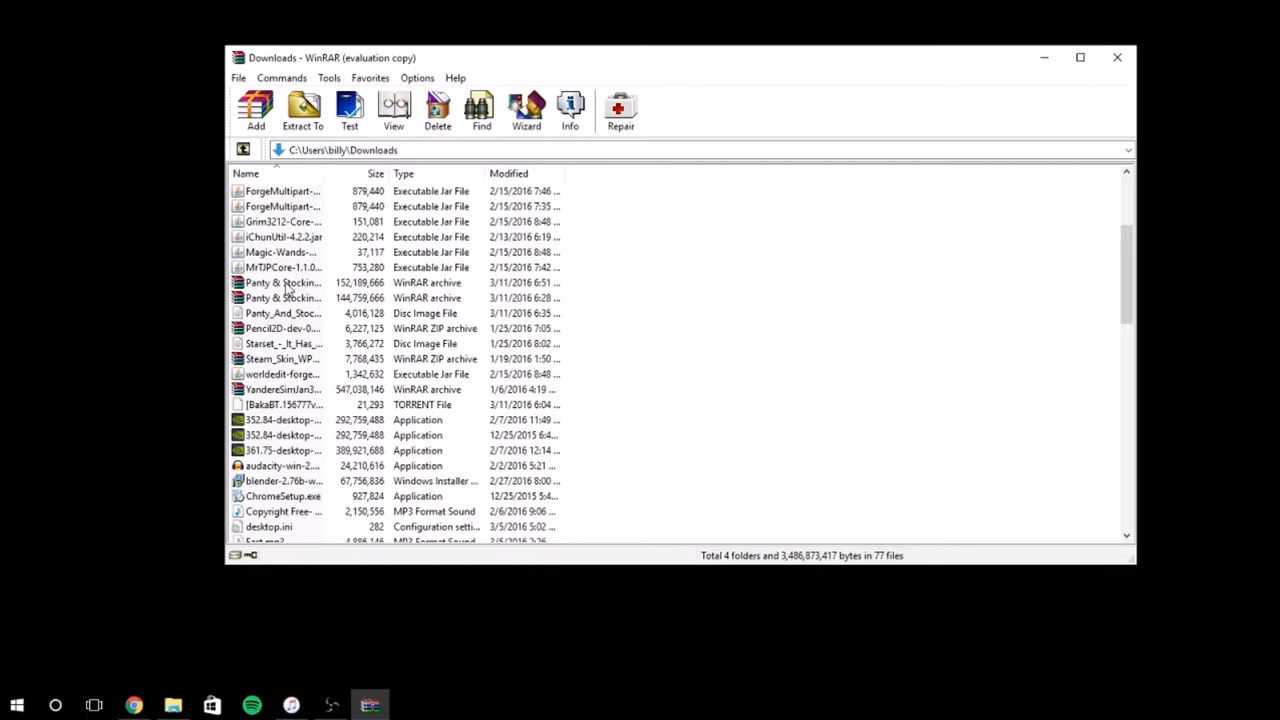 Downloads - WinRAR (evaluation copy)
File Commands Tools Favorites Options Help
Add Extract To Test View Delete Find Wizard Info Repair
C:\Users\billy\Downloads
Name Size Type Modified
ForgeMultipart-... 879,440 Executable Jar File 2/15/2016 7:46 ...
ForgeMultipart-... 879,440 Executable Jar File 2/15/2016 7:35 ...
Grim3212-Core-... 151,081 Executable Jar File 2/15/2016 8:48 ...
iChunUtil-4.2.2.jar 220,214 Executable Jar File 2/13/2016 6:19 ...
Magic-Wands-... 37,117 Executable Jar File 2/15/2016 8:48 ...
MrTJPCore-1.1.0... 753,280 Executable Jar File 2/15/2016 7:42 ...
Panty & Stockin... 152,189,666 WinRAR archive 3/11/2016 6:51 ...
Panty & Stockin... 144,759,666 WinRAR archive 3/11/2016 6:28 ...
Panty_And_Stoc... 4,016,128 Disc Image File 3/11/2016 6:35 ...
Pencil2D-dev-0.... 6,227,125 WinRAR ZIP archive 1/25/2016 7:05 ...
Starset_-_It_Has_... 3,766,272 Disc Image File 1/25/2016 8:02 ...
Steam_Skin_WP... 7,768,435 WinRAR ZIP archive 1/19/2016 1:50 ...
worldedit-forge... 1,342,632 Executable Jar File 2/15/2016 8:48 ...
YandereSimJan3... 547,038,146 WinRAR archive 1/6/2016 4:19 ...
[BakaBT.156777v... 21,293 TORRENT File 3/11/2016 6:04 ...
352.84-desktop-... 292,759,488 Application 2/7/2016 11:49 ...
352.84-desktop-... 292,759,488 Application 12/25/2015 6:4...
361.75-desktop-... 389,921,688 Application 2/7/2016 12:14 ...
audacity-win-2.... 24,210,616 Application 2/2/2016 5:21 ...
blender-2.76b-w... 67,756,836 Windows Installer ... 2/27/2016 8:00 ...
ChromeSetup.exe 927,824 Application 12/25/2015 5:4...
Copyright Free- ... 2,150,556 MP3 Format Sound 2/6/2016 9:06 ...
desktop.ini 282 Configuration setti... 3/5/2016 5:02 ...
MP3 Format Sound
Total 4 folders and 3,486,873,417 bytes in 77 files